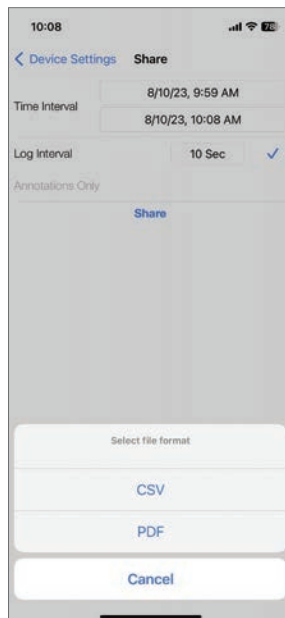 10:08
Device Settings Share
8/10/23, 9:59 AM
Time Interval
8/10/23, 10:08 AM
Log Interval 10 Sec
Annotations Only
Share
Select file format
CSV
PDF
Cancel